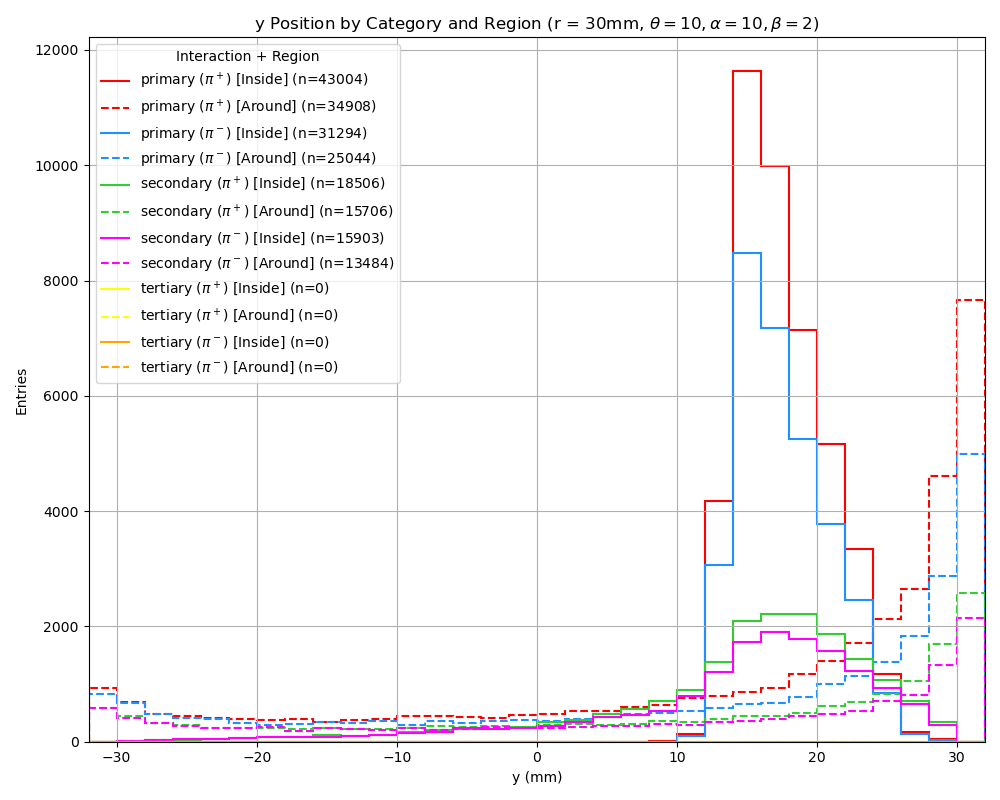 y Position by Category and Region (r = 30mm, θ = 10, α = 10, β = 2)
Interaction + Region
primary (π⁺) [Inside] (n=43004)
primary (π⁺) [Around] (n=34908)
primary (π⁻) [Inside] (n=31294)
primary (π⁻) [Around] (n=25044)
secondary (π⁺) [Inside] (n=18506)
secondary (π⁺) [Around] (n=15706)
secondary (π⁻) [Inside] (n=15903)
secondary (π⁻) [Around] (n=13484)
tertiary (π⁺) [Inside] (n=0)
tertiary (π⁺) [Around] (n=0)
tertiary (π⁻) [Inside] (n=0)
tertiary (π⁻) [Around] (n=0)
Entries
12000
10000
8000
6000
4000
2000
0
−30
−20
−10
0
10
20
30
y (mm)